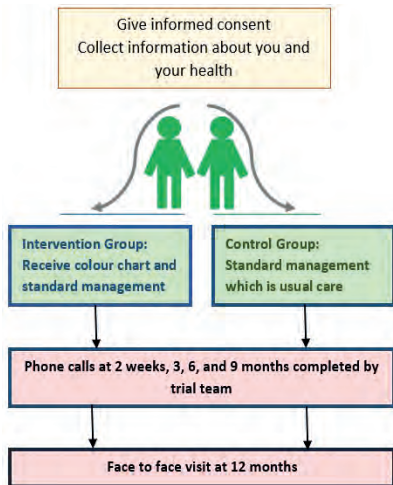 Give informed consent
Collect information about you and
your health
Intervention Group:
Receive colour chart and
standard management
Control Group:
Standard management
which is usual care
Phone calls at 2 weeks, 3, 6, and 9 months completed by
trial team
Face to face visit at 12 months